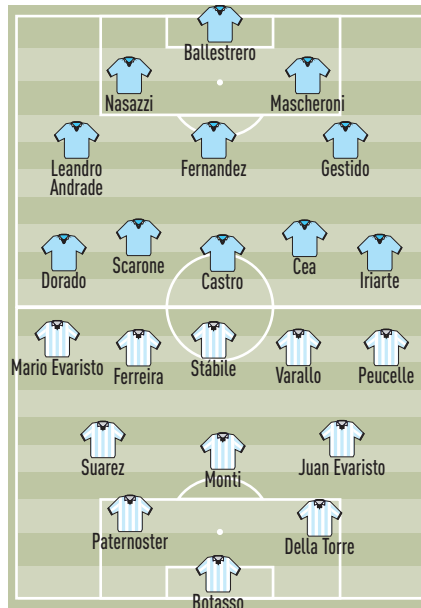 Ballestrero
Nasazzi
Mascheroni
Leandro
Andrade
Fernandez
Gestido
Dorado
Scarone
Castro
Cea
Iriarte
Mario Evaristo
Ferreira
Stábile
Varallo
Peucelle
Suarez
Monti
Juan Evaristo
Paternoster
Della Torre
Botasso